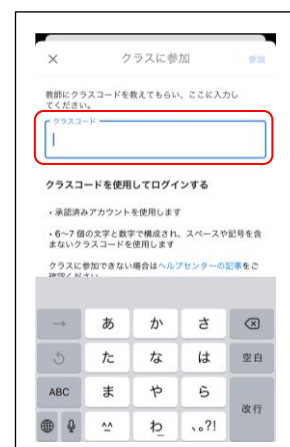 × クラスに参加 参加
教師にクラスコードを教えてもらい、ここに入力し
てください。
クラスコード
クラスコードを使用してログインする
・承認済みアカウントを使用します
・6〜7 個の文字と数字で構成され、スペースや記号を含
まないクラスコードを使用します
クラスに参加できない場合はヘルプセンターの記事をご
→ あ か さ
た な は 空白
ABC ま や ら
改行
^^ わ 、。?!